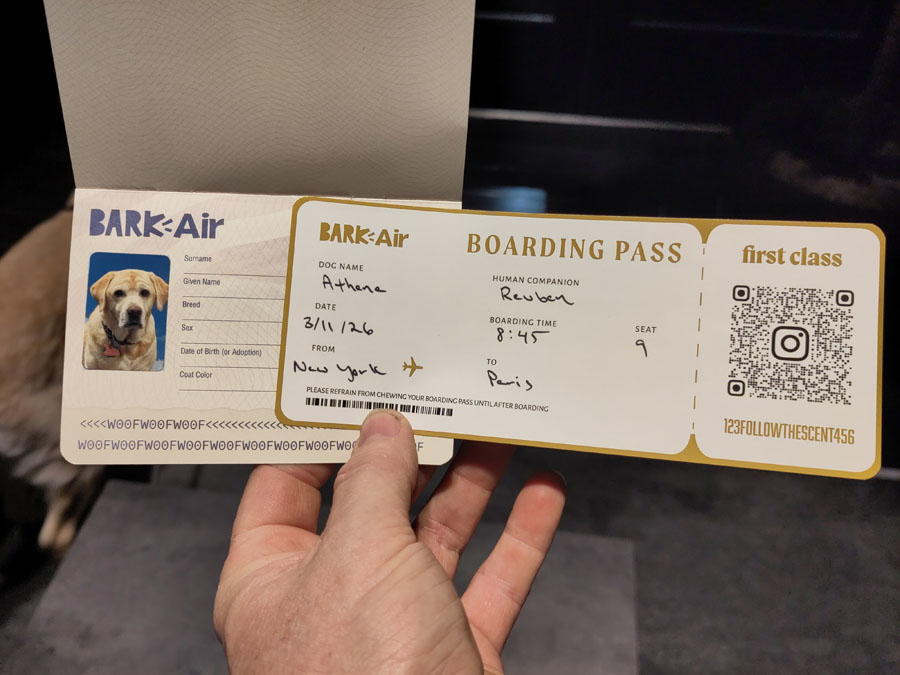 BARK Air
Surname
Given Name
Breed
Sex
Date of Birth (or Adoption)
Coat Color
<<<<W00FW00FW00F<<<<<<<<<<<<<<<<<
W00FW00FW00FW00FW00FW00FW00FW00FW00F
BARK Air
BOARDING PASS
DOG NAME
Athena
HUMAN COMPANION
Reuben
DATE
3/11/26
BOARDING TIME
8:45
SEAT
9
FROM
New York
TO
Paris
PLEASE REFRAIN FROM CHEWING YOUR BOARDING PASS UNTIL AFTER BOARDING
first class
123FOLLOWTHESCENT456